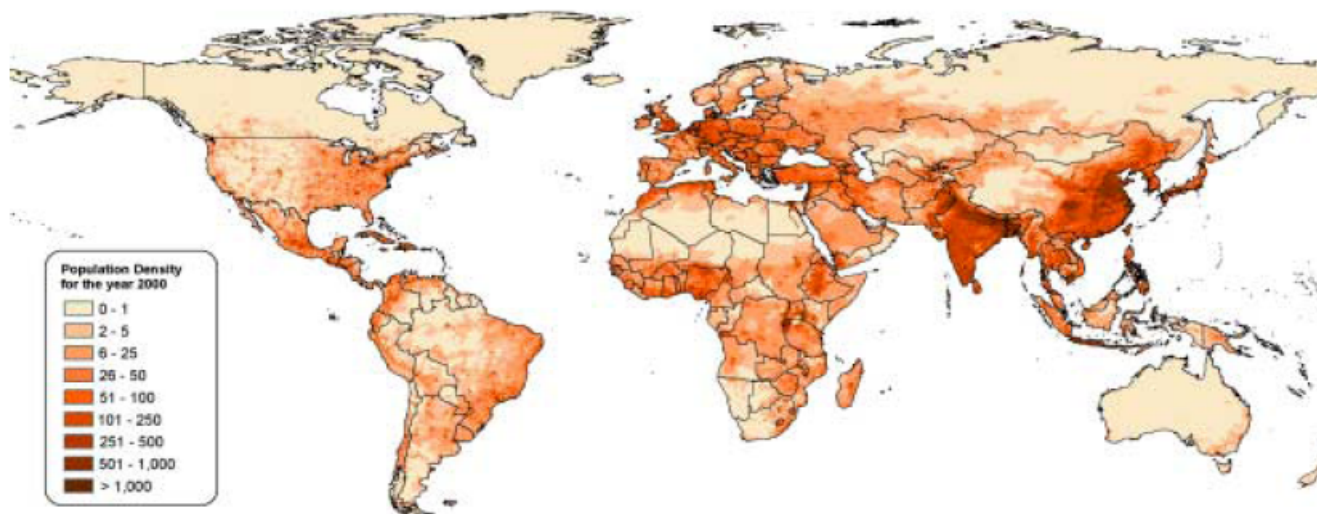 Population Density
for the year 2000
0 - 1
2 - 5
6 - 25
26 - 50
51 - 100
101 - 250
251 - 500
501 - 1,000
> 1,000